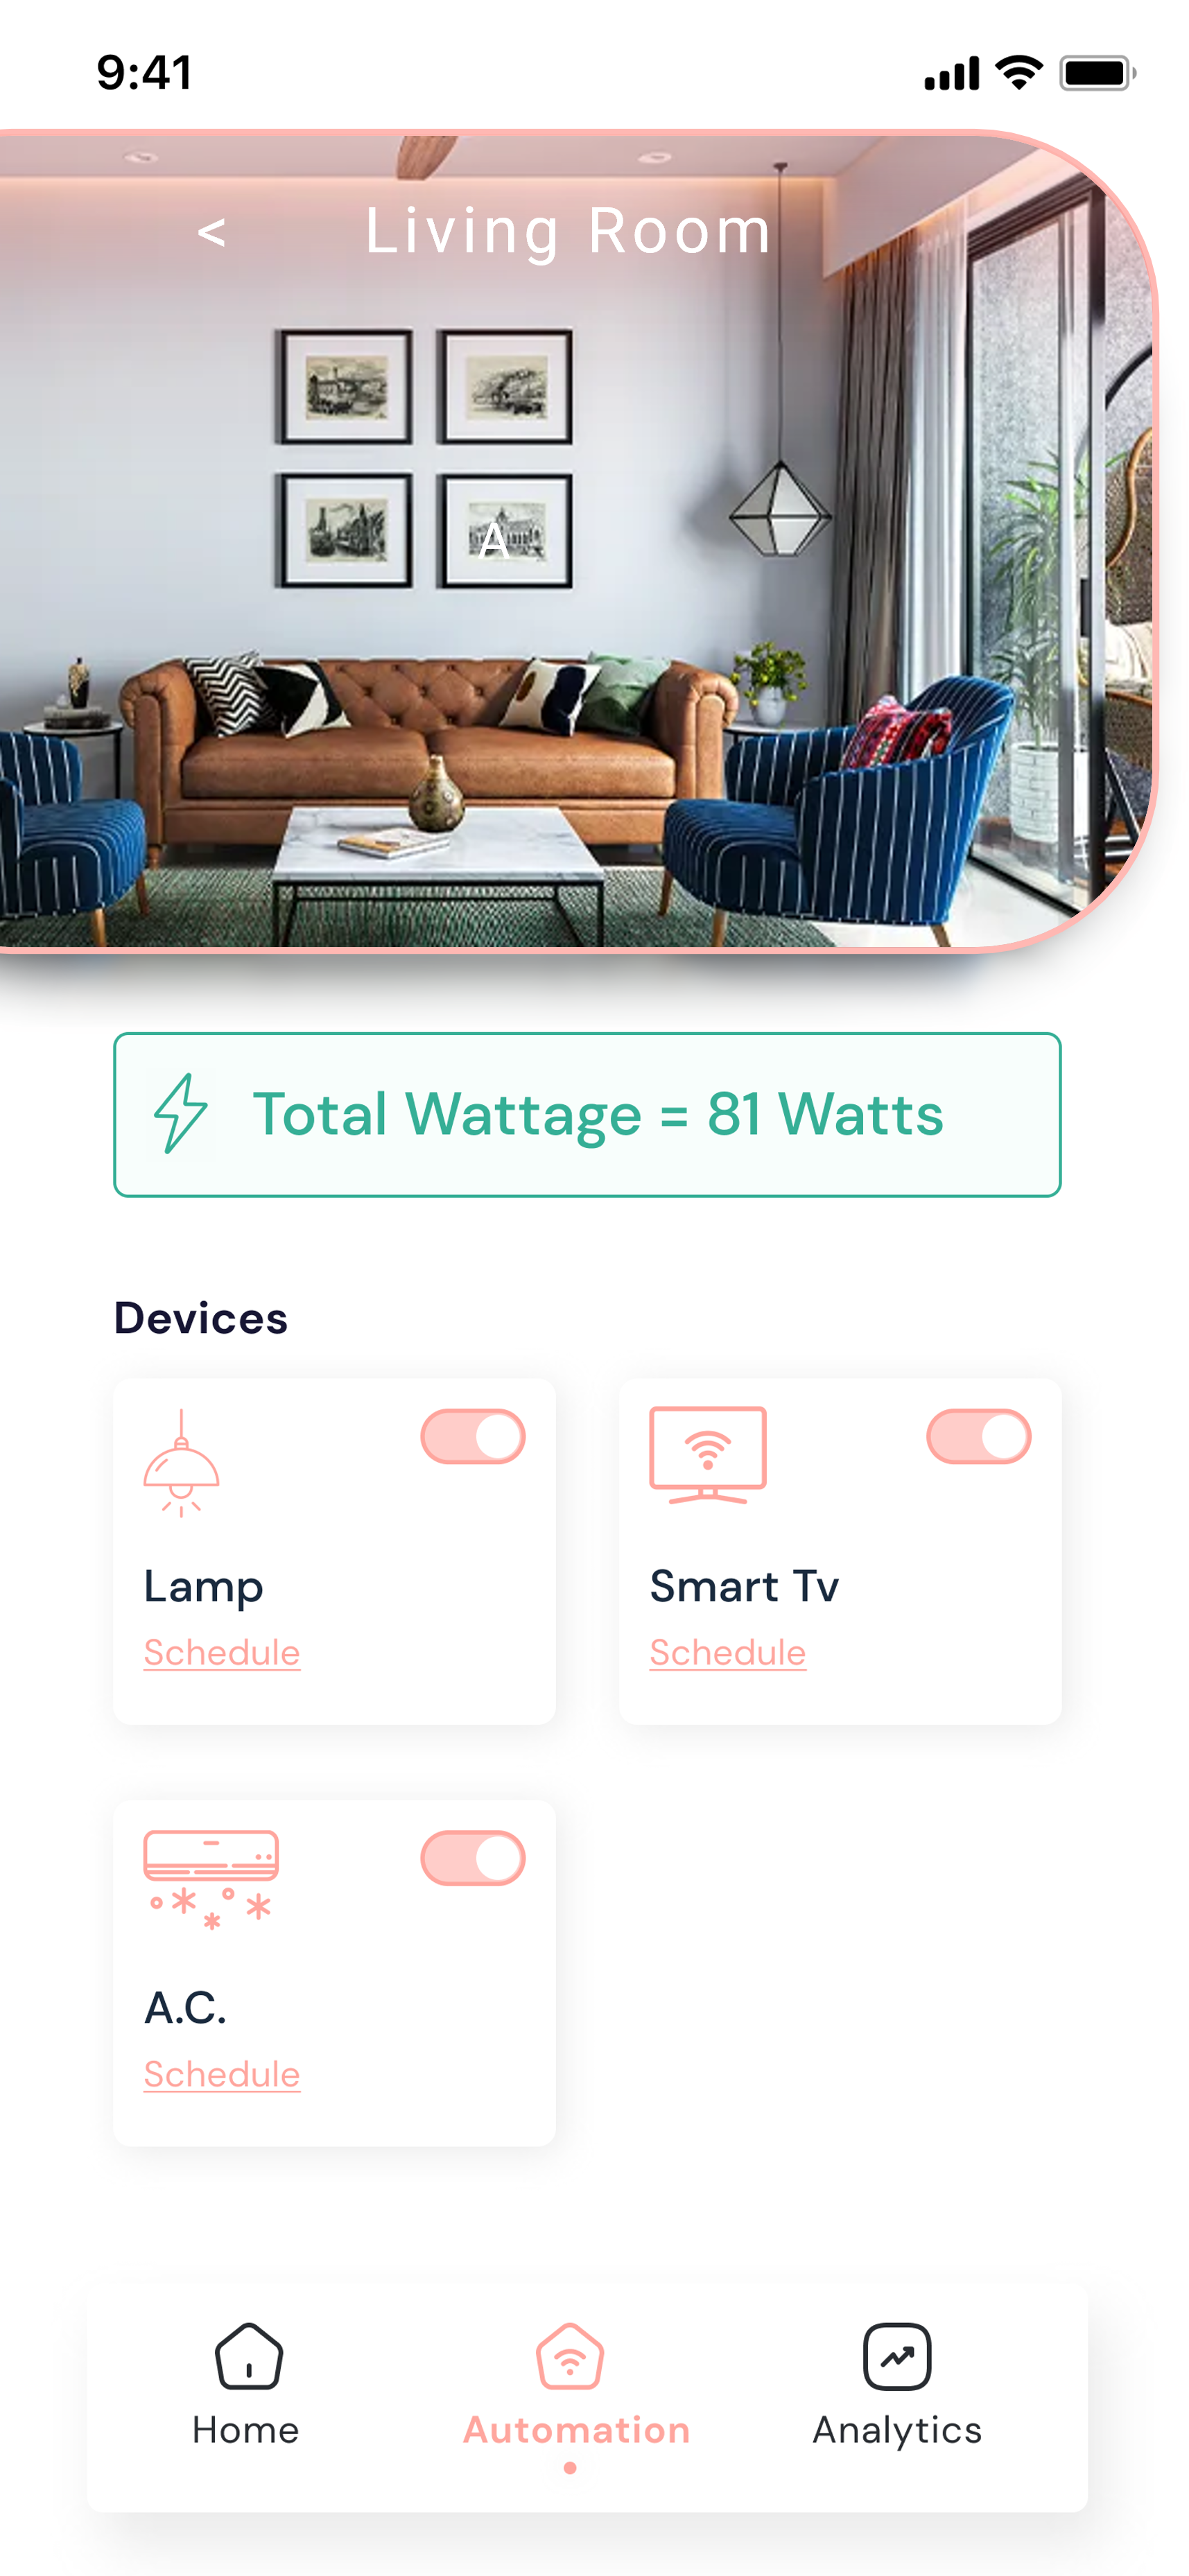 9:41
< Living Room
A
Total Wattage = 81 Watts
Devices
Lamp
Schedule
Smart Tv
Schedule
A.C.
Schedule
Home
Automation
Analytics